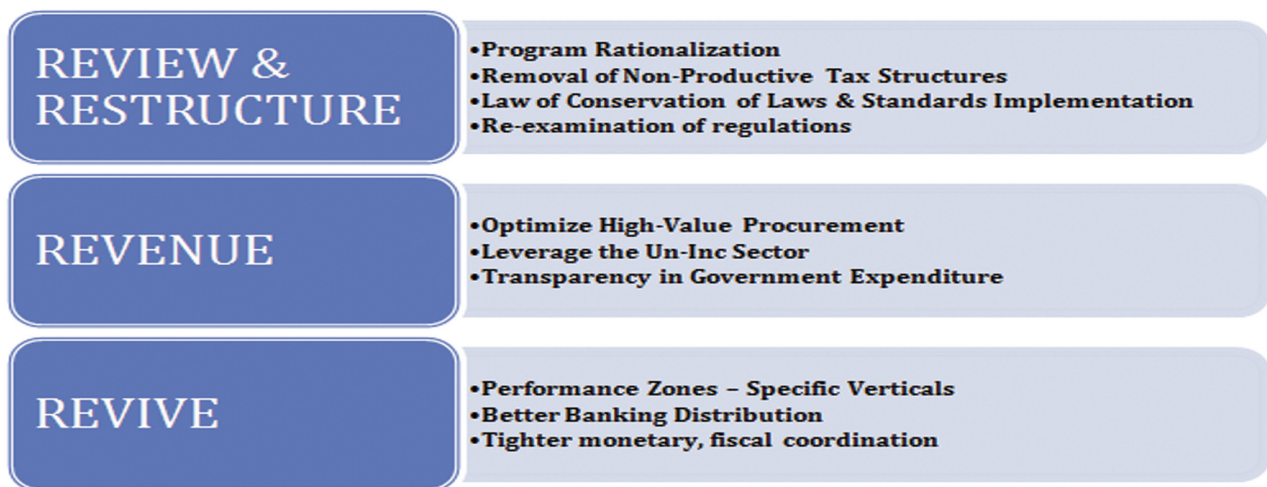 REVIEW &
RESTRUCTURE
•Program Rationalization
•Removal of Non-Productive Tax Structures
•Law of Conservation of Laws & Standards Implementation
•Re-examination of regulations
REVENUE
•Optimize High-Value Procurement
•Leverage the Un-Inc Sector
•Transparency in Government Expenditure
REVIVE
•Performance Zones – Specific Verticals
•Better Banking Distribution
•Tighter monetary, fiscal coordination